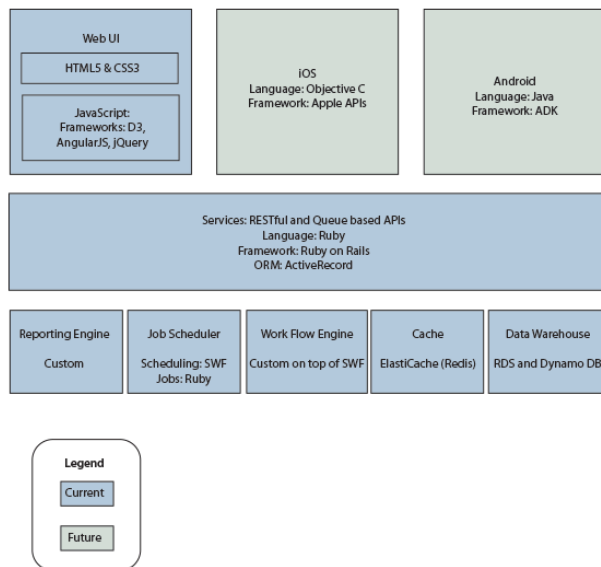 Web UI
HTML5 & CSS3
JavaScript:
Frameworks: D3,
AngularJS, jQuery
iOS
Language: Objective C
Framework: Apple APIs
Android
Language: Java
Framework: ADK
Services: RESTful and Queue based APIs
Language: Ruby
Framework: Ruby on Rails
ORM: ActiveRecord
Reporting Engine
Custom
Job Scheduler
Scheduling: SWF
Jobs: Ruby
Work Flow Engine
Custom on top of SWF
Cache
ElastiCache (Redis)
Data Warehouse
RDS and Dynamo DB
Legend
Current
Future